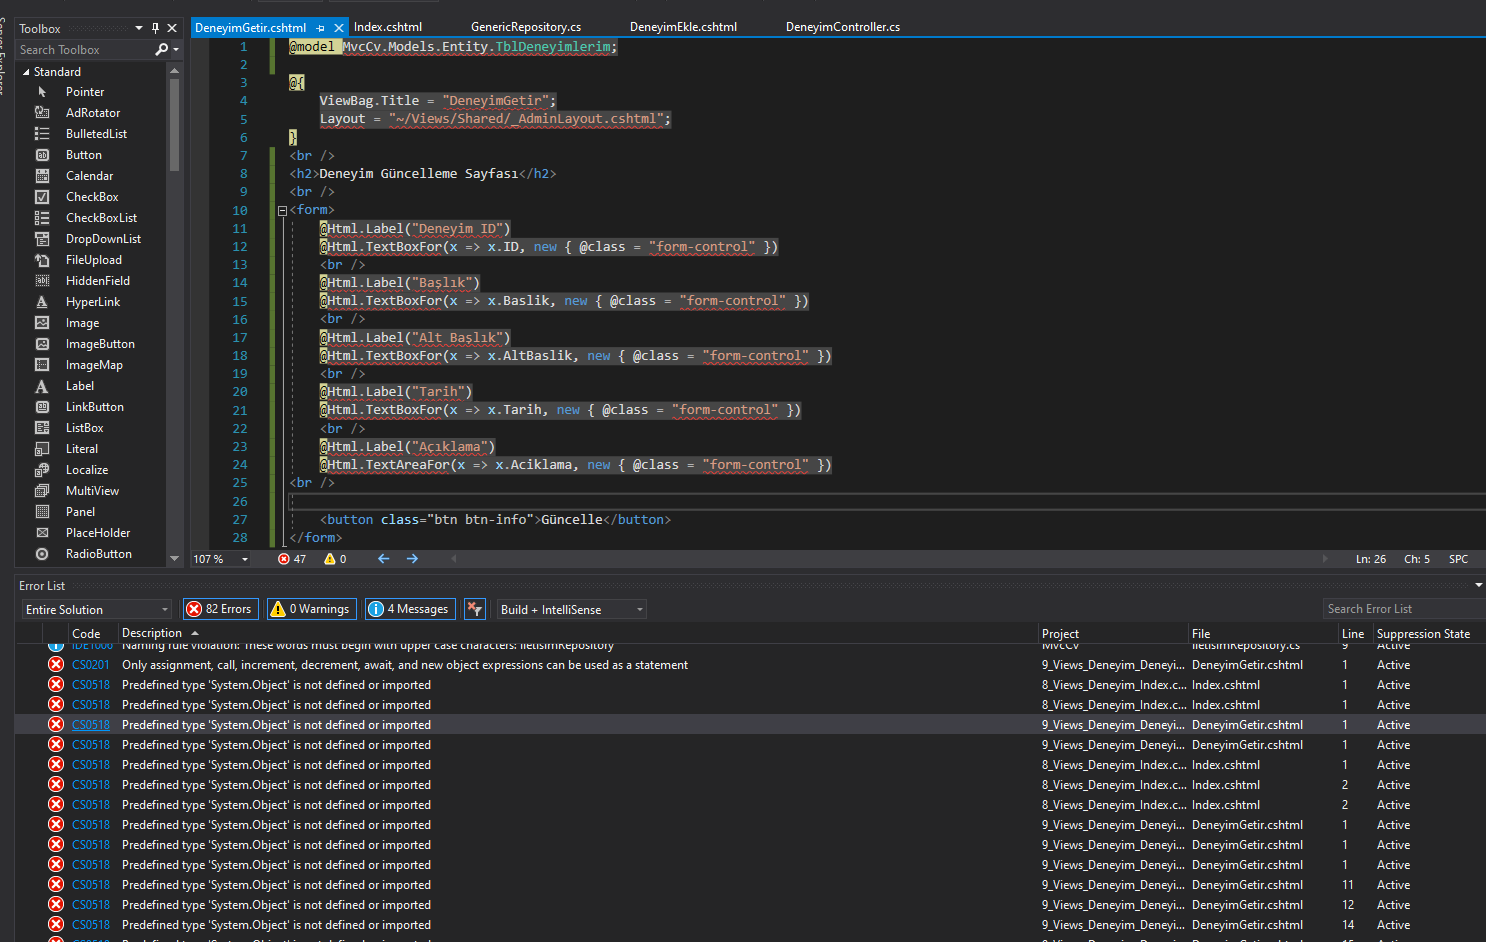 Server Explorer
Toolbox
Search Toolbox
Standard
Pointer
AdRotator
BulletedList
Button
Calendar
CheckBox
CheckBoxList
DropDownList
FileUpload
HiddenField
HyperLink
Image
ImageButton
ImageMap
Label
LinkButton
ListBox
Literal
Localize
MultiView
Panel
PlaceHolder
RadioButton
DeneyimGetir.cshtml Index.cshtml GenericRepository.cs DeneyimEkle.cshtml DeneyimController.cs
1 @model MvcCv.Models.Entity.TblDeneyimlerim;
2
3 @{
4 ViewBag.Title = "DeneyimGetir";
5 Layout = "~/Views/Shared/_AdminLayout.cshtml";
6 }
7 <br />
8 <h2>Deneyim Güncelleme Sayfası</h2>
9 <br />
10 <form>
11 @Html.Label("Deneyim ID")
12 @Html.TextBoxFor(x => x.ID, new { @class = "form-control" })
13 <br />
14 @Html.Label("Başlık")
15 @Html.TextBoxFor(x => x.Baslik, new { @class = "form-control" })
16 <br />
17 @Html.Label("Alt Başlık")
18 @Html.TextBoxFor(x => x.AltBaslik, new { @class = "form-control" })
19 <br />
20 @Html.Label("Tarih")
21 @Html.TextBoxFor(x => x.Tarih, new { @class = "form-control" })
22 <br />
23 @Html.Label("Açıklama")
24 @Html.TextAreaFor(x => x.Aciklama, new { @class = "form-control" })
25 <br />
26
27 <button class="btn btn-info">Güncelle</button>
28 </form>
107 % 47 0 Ln: 26 Ch: 5 SPC
Error List
Entire Solution 82 Errors 0 Warnings 4 Messages Build + IntelliSense Search Error List
Code Description Project File Line Suppression State
IDE1006 Naming rule violation: These words must begin with upper case characters: iletisimRepository MvcCv IletisimRepository.cs 9 Active
CS0201 Only assignment, call, increment, decrement, await, and new object expressions can be used as a statement 9_Views_Deneyim_Deneyi... DeneyimGetir.cshtml 1 Active
CS0518 Predefined type 'System.Object' is not defined or imported 8_Views_Deneyim_Index.c... Index.cshtml 1 Active
CS0518 Predefined type 'System.Object' is not defined or imported 8_Views_Deneyim_Index.c... Index.cshtml 1 Active
CS0518 Predefined type 'System.Object' is not defined or imported 9_Views_Deneyim_Deneyi... DeneyimGetir.cshtml 1 Active
CS0518 Predefined type 'System.Object' is not defined or imported 9_Views_Deneyim_Deneyi... DeneyimGetir.cshtml 1 Active
CS0518 Predefined type 'System.Object' is not defined or imported 8_Views_Deneyim_Index.c... Index.cshtml 1 Active
CS0518 Predefined type 'System.Object' is not defined or imported 8_Views_Deneyim_Index.c... Index.cshtml 2 Active
CS0518 Predefined type 'System.Object' is not defined or imported 8_Views_Deneyim_Index.c... Index.cshtml 2 Active
CS0518 Predefined type 'System.Object' is not defined or imported 9_Views_Deneyim_Deneyi... DeneyimGetir.cshtml 1 Active
CS0518 Predefined type 'System.Object' is not defined or imported 9_Views_Deneyim_Deneyi... DeneyimGetir.cshtml 1 Active
CS0518 Predefined type 'System.Object' is not defined or imported 9_Views_Deneyim_Deneyi... DeneyimGetir.cshtml 1 Active
CS0518 Predefined type 'System.Object' is not defined or imported 9_Views_Deneyim_Deneyi... DeneyimGetir.cshtml 11 Active
CS0518 Predefined type 'System.Object' is not defined or imported 9_Views_Deneyim_Deneyi... DeneyimGetir.cshtml 12 Active
CS0518 Predefined type 'System.Object' is not defined or imported 9_Views_Deneyim_Deneyi... DeneyimGetir.cshtml 14 Active